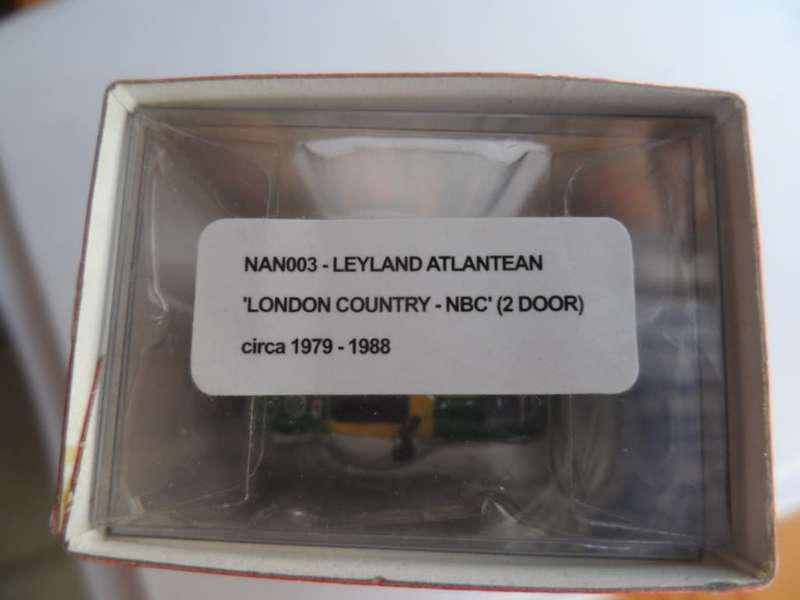 NAN003 - LEYLAND ATLANTEAN
'LONDON COUNTRY - NBC' (2 DOOR)
circa 1979 - 1988